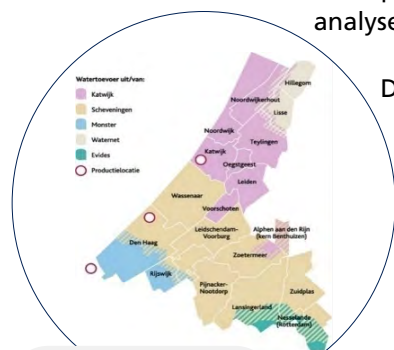 analyse
D
Watertoevoer uit/van:
Katwijk
Scheveningen
Monster
Waternet
Evides
Productielocatie
Hillegom
Noordwijkerhout
Lisse
Noordwijk
Teylingen
Katwijk
Oegstgeest
Leiden
Wassenaar
Voorschoten
Leidschendam-
Voorburg
Alphen aan den Rijn
(kern Benthuizen)
Den Haag
Zoetermeer
Rijswijk
Pijnacker-
Nootdorp
Zuidplas
Lansingerland
Nesselande
(Rotterdam)